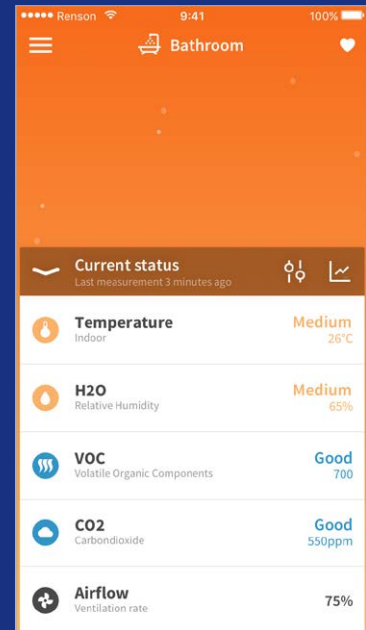 Renson 9:41 100%
Bathroom
Current status
Last measurement 3 minutes ago
Temperature Medium
Indoor 26°C
H2O Medium
Relative Humidity 65%
VOC Good
Volatile Organic Components 700
CO2 Good
Carbondioxide 550ppm
Airflow 75%
Ventilation rate